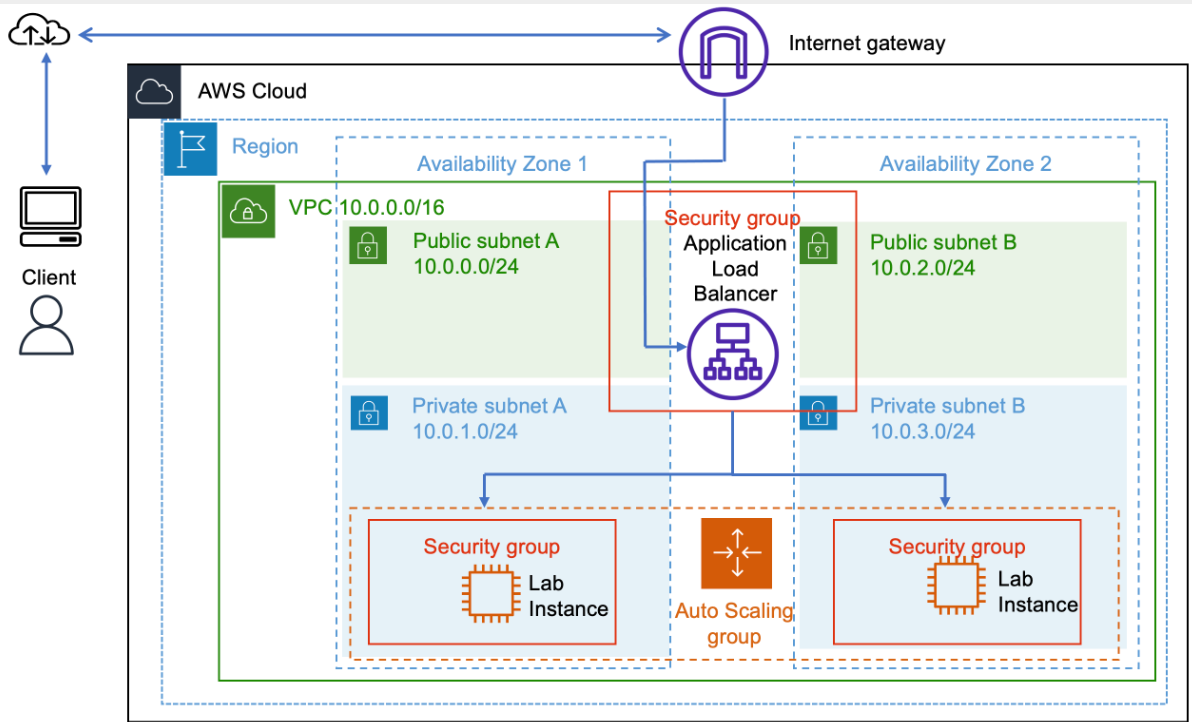 Internet gateway
AWS Cloud
Region
Availability Zone 1
Availability Zone 2
VPC 10.0.0.0/16
Client
Public subnet A
10.0.0.0/24
Security group
Application
Load
Balancer
Public subnet B
10.0.2.0/24
Private subnet A
10.0.1.0/24
Private subnet B
10.0.3.0/24
Security group
Lab
Instance
Auto Scaling
group
Security group
Lab
Instance